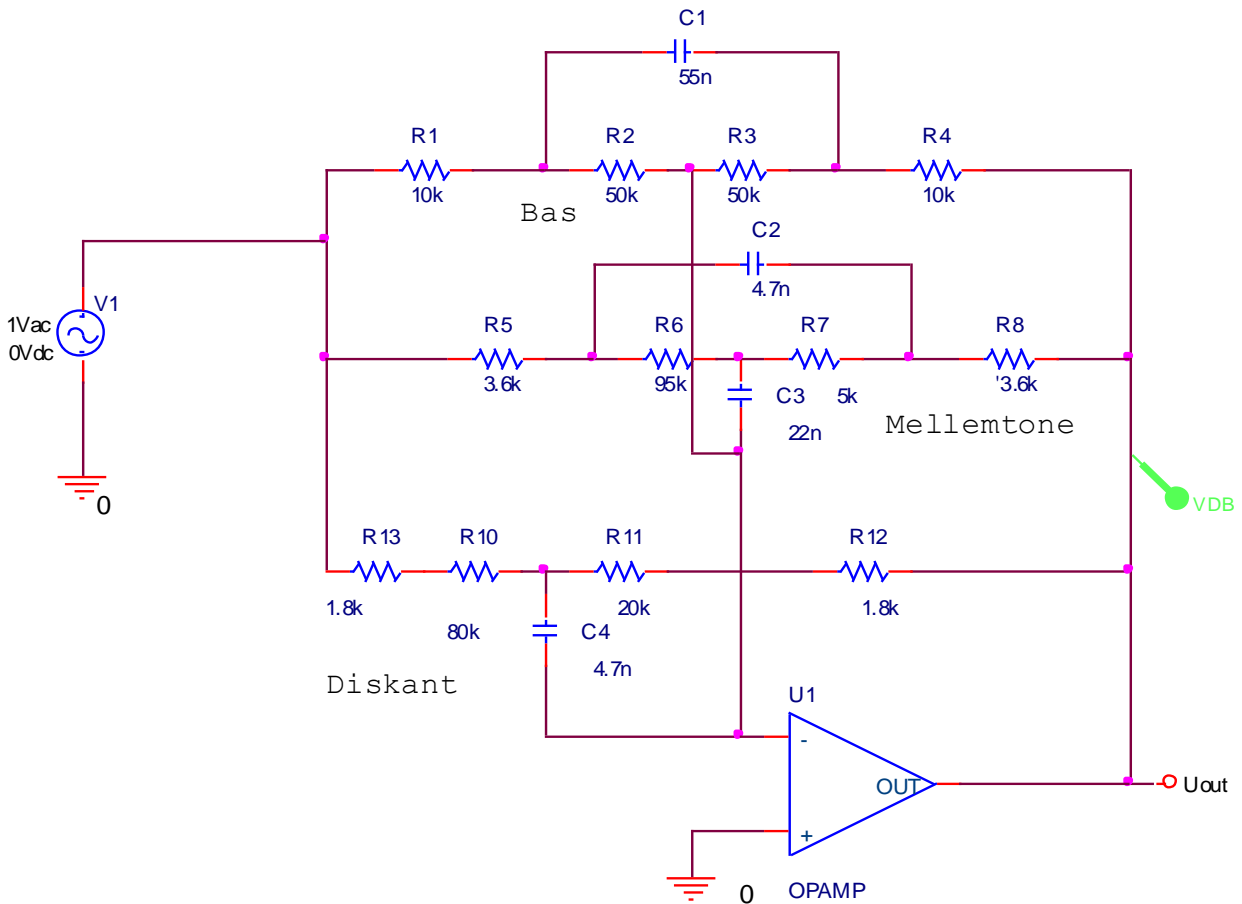 C1
55n
R1
R2
R3
R4
10k
50k
50k
10k
Bas
C2
4.7n
V1
1Vac
0Vdc
R5
R6
R7
R8
3.6k
95k
C3
5k
'3.6k
22n
Mellemtone
0
VDB
R13
R10
R11
R12
1.8k
80k
20k
1.8k
C4
4.7n
Diskant
U1
-
OUT
Uout
+
0
OPAMP